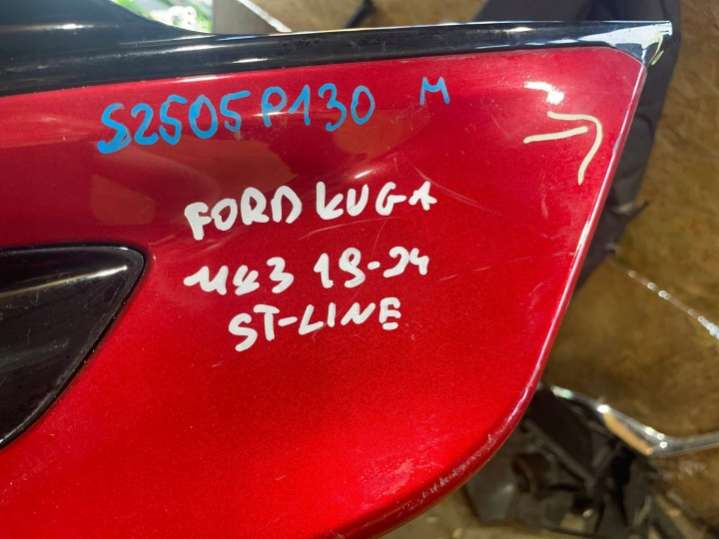 S2505P130 M
FORD KUGA
MK3 19-24
ST-LINE